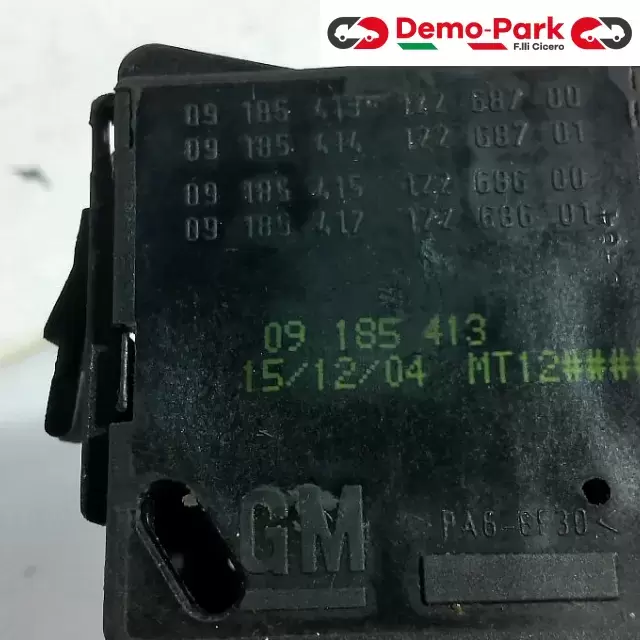 Demo-Park
F.lli Cicero
09 185 413 122 687 00
09 185 414 122 687 01
09 185 415 122 686 00
09 185 417 122 686 01
09 185 413
15/12/04 MT12####
GM
PA6-GF30<